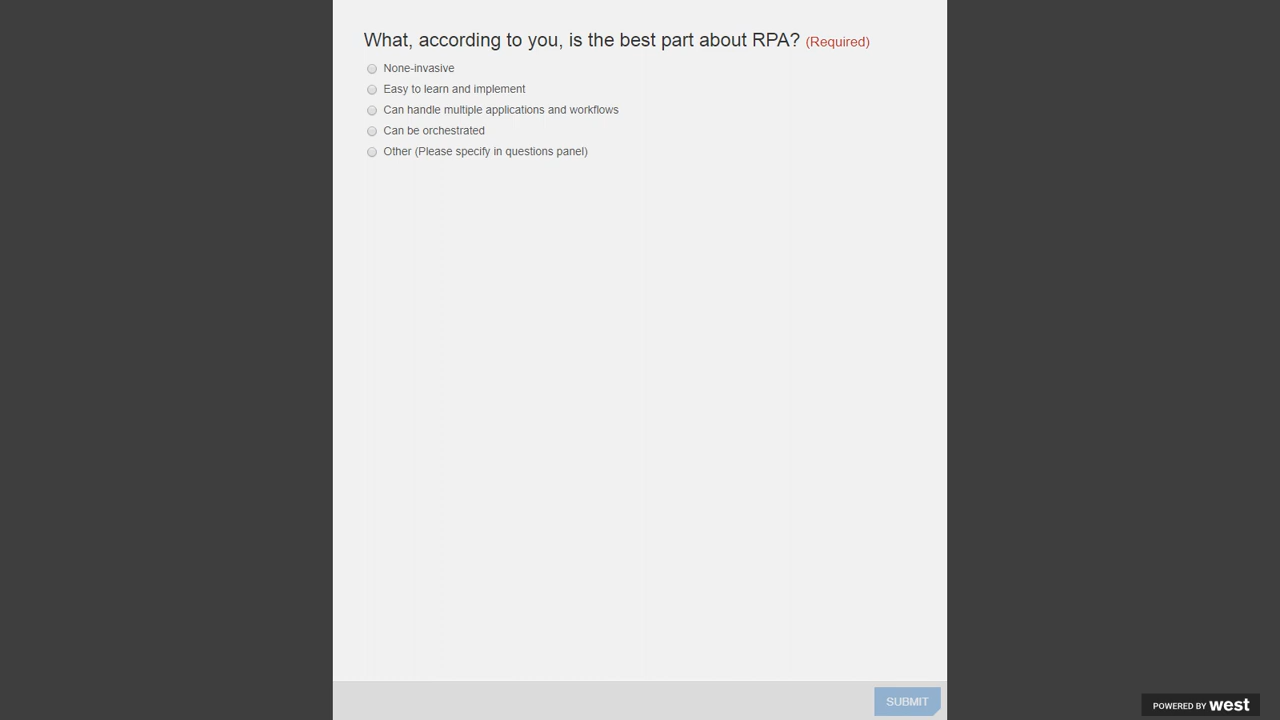 What, according to you, is the best part about RPA? (Required)
None-invasive
Easy to learn and implement
Can handle multiple applications and workflows
Can be orchestrated
Other (Please specify in questions panel)
SUBMIT
POWERED BY west